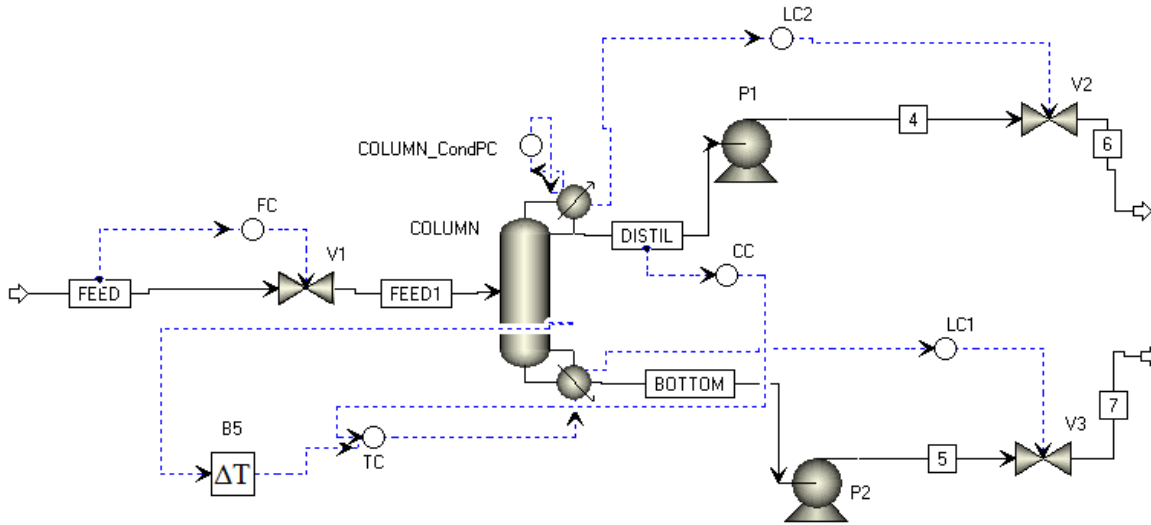 LC2
P1
V2
4
6
COLUMN_CondPC
FC
COLUMN
DISTIL
CC
V1
FEED
FEED1
LC1
BOTTOM
7
B5
ΔT
TC
V3
5
P2